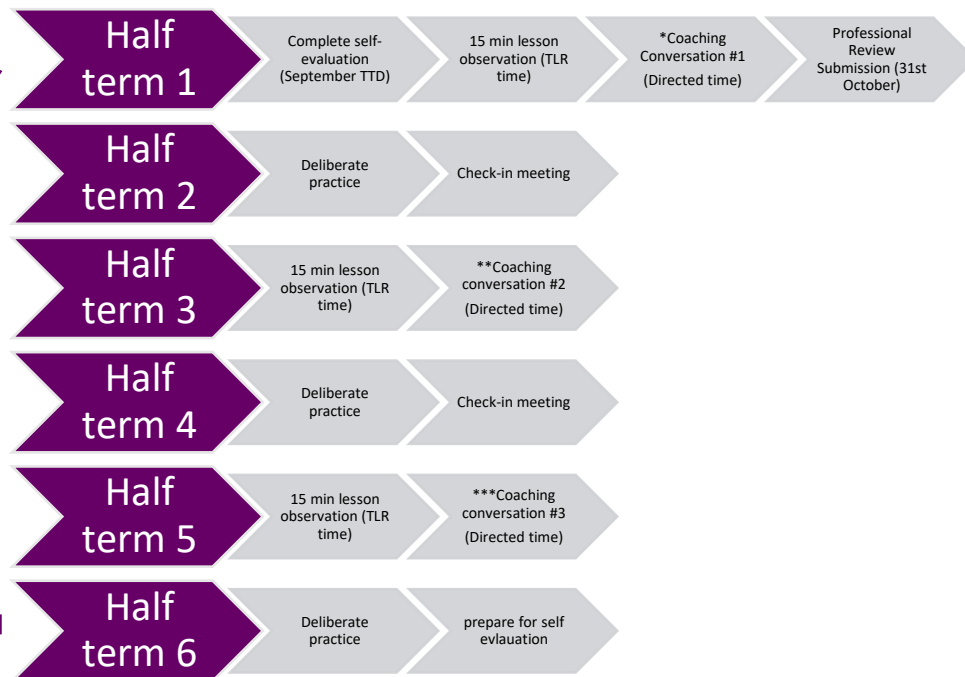 Half
term 1
Complete self-
evaluation
(September TTD)
15 min lesson
observation (TLR
time)
*Coaching
Conversation #1
(Directed time)
Professional
Review
Submission (31st
October)
Half
term 2
Deliberate
practice
Check-in meeting
Half
term 3
15 min lesson
observation (TLR
time)
**Coaching
conversation #2
(Directed time)
Half
term 4
Deliberate
practice
Check-in meeting
Half
term 5
15 min lesson
observation (TLR
time)
***Coaching
conversation #3
(Directed time)
Half
term 6
Deliberate
practice
prepare for self
evlauation